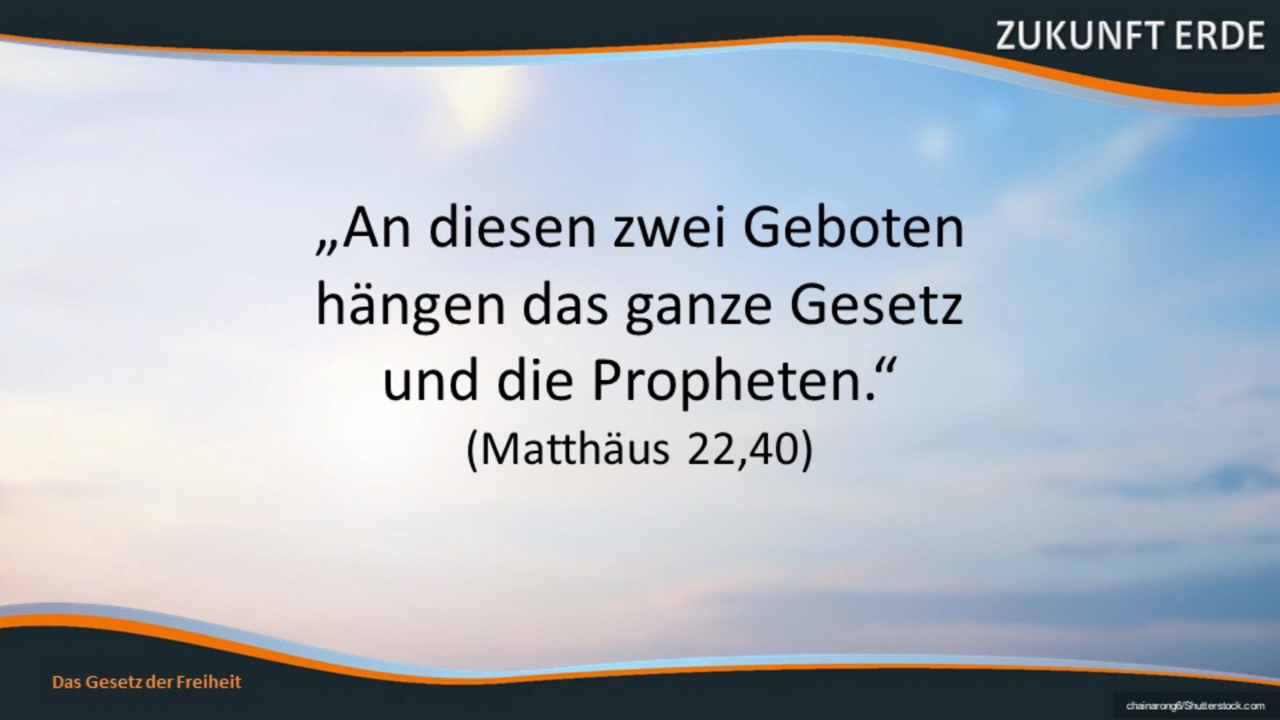 ZUKUNFT ERDE
„An diesen zwei Geboten
hängen das ganze Gesetz
und die Propheten.“
(Matthäus 22,40)
Das Gesetz der Freiheit
chainarong6/Shutterstock.com